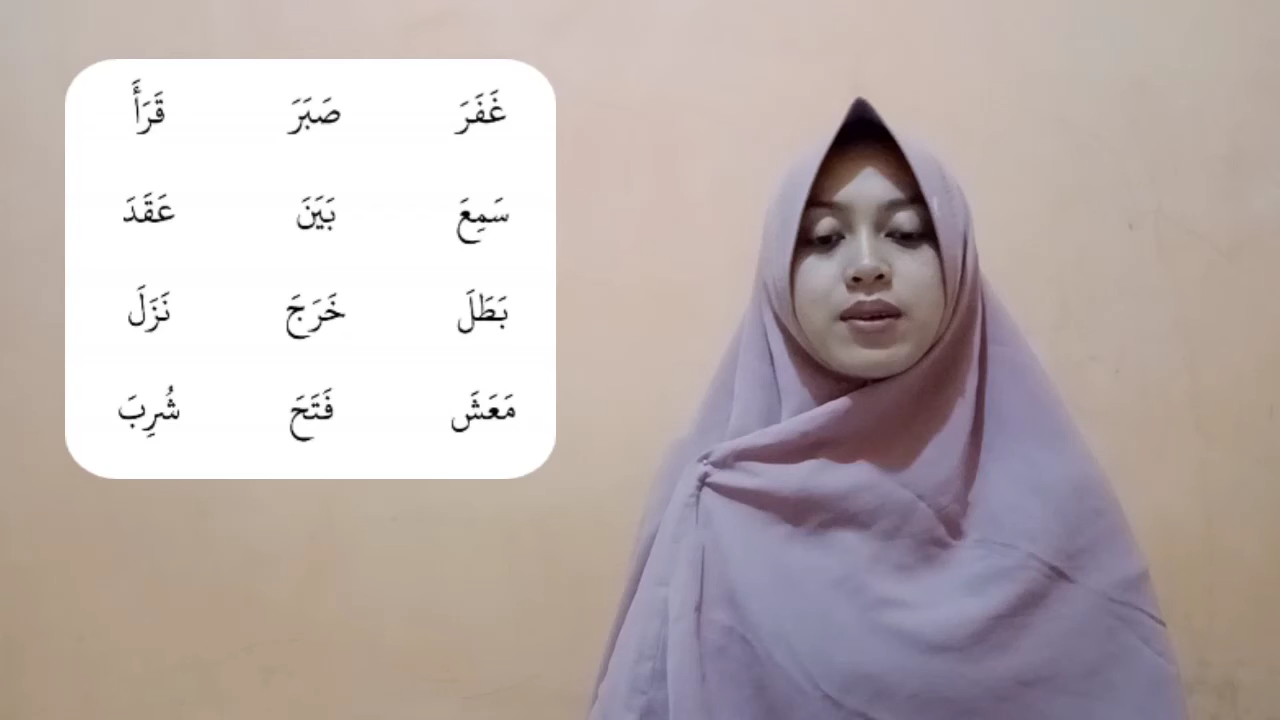 غَفَرَ صَبَرَ قَرَأَ
سَمِعَ بَيَنَ عَقَدَ
بَطَلَ خَرَجَ نَزَلَ
مَعَشَ فَتَحَ شُرِبَ